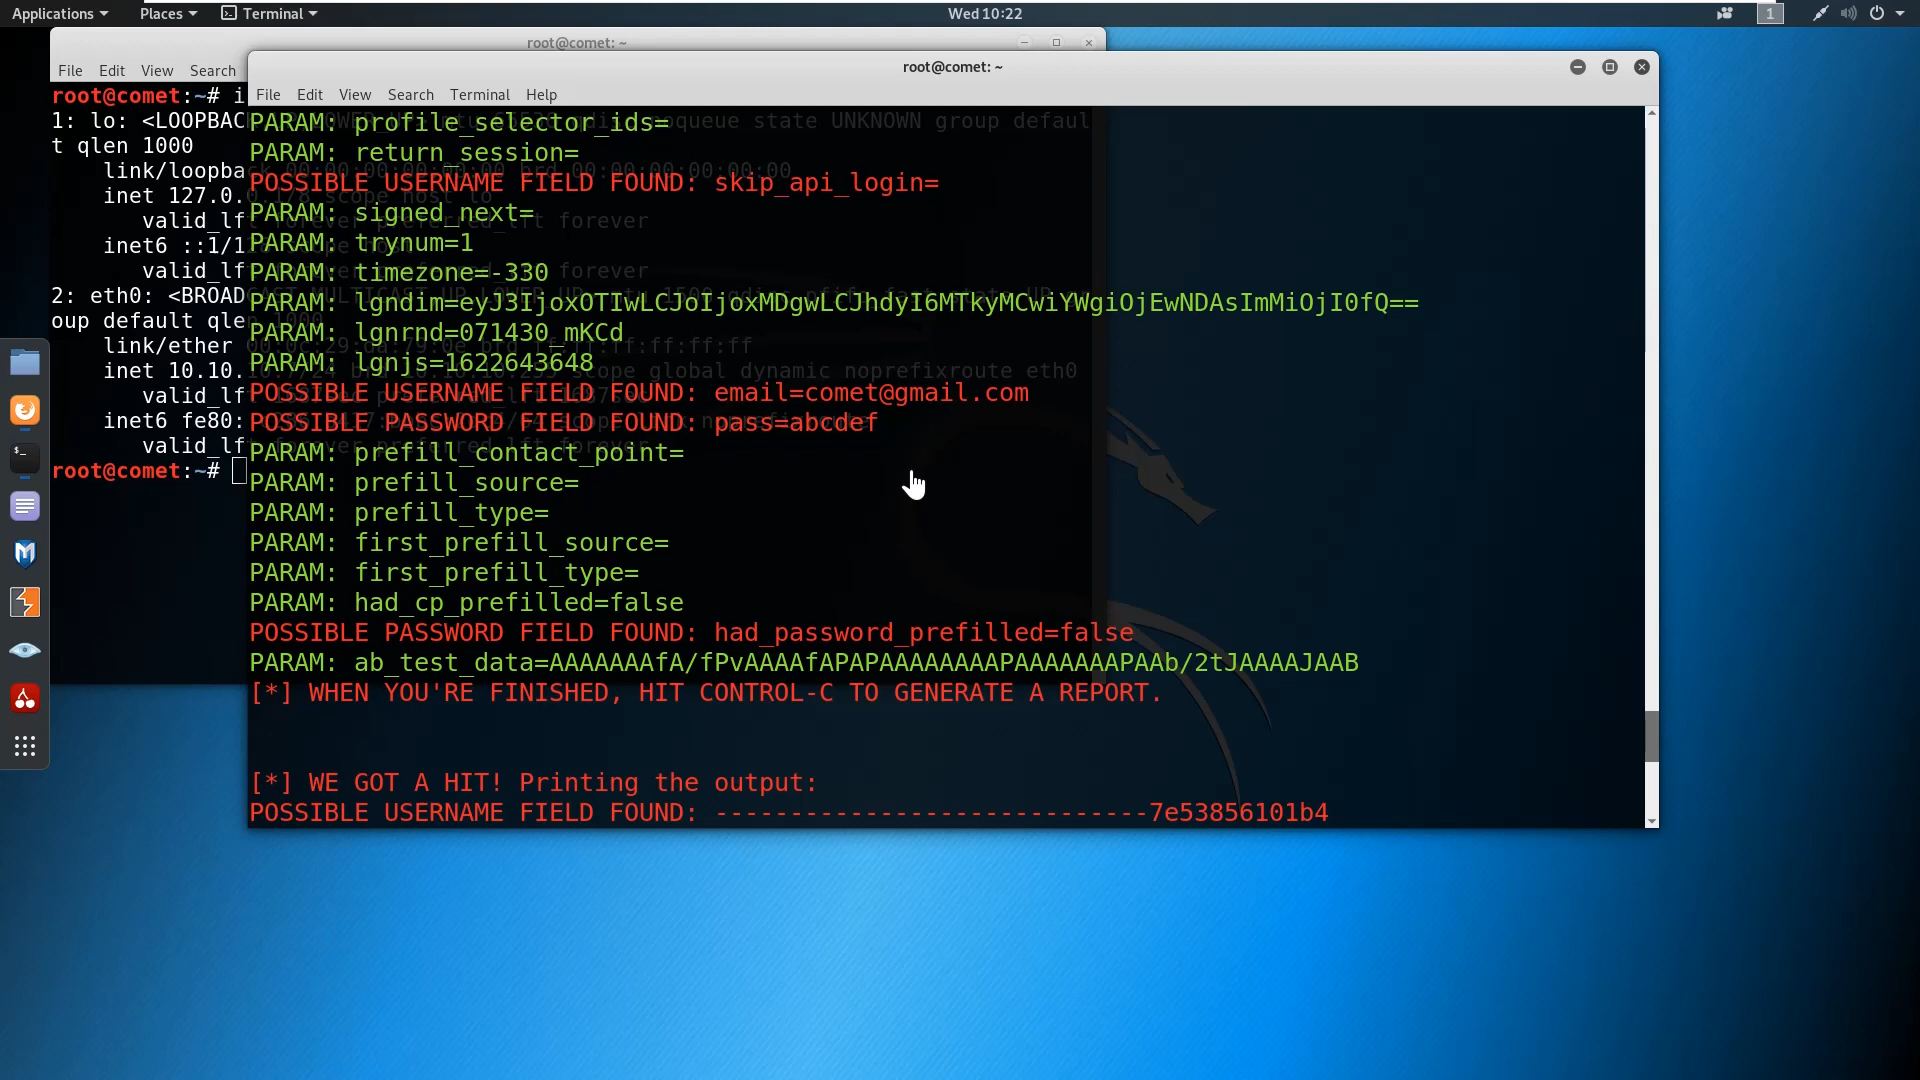 Applications Places Terminal Wed 10:22 1
root@comet: ~
File Edit View Search
root@comet:~# i
1: lo: <LOOPBAC
t qlen 1000
link/loopba
inet 127.0.
valid_lf
inet6 ::1/1
valid_lf
2: eth0: <BROAD
oup default qle
link/ether
inet 10.10.
valid_lf
inet6 fe80:
valid_lf
root@comet:~#
root@comet: ~
File Edit View Search Terminal Help
PARAM: profile_selector_ids=
PARAM: return_session=
POSSIBLE USERNAME FIELD FOUND: skip_api_login=
PARAM: signed_next=
PARAM: trynum=1
PARAM: timezone=-330
PARAM: lgndim=eyJ3IjoxOTIwLCJoIjoxMDgwLCJhdyI6MTkyMCwiYWgiOjEwNDAsImMiOjI0fQ==
PARAM: lgnrnd=071430_mKCd
PARAM: lgnjs=1622643648
POSSIBLE USERNAME FIELD FOUND: email=comet@gmail.com
POSSIBLE PASSWORD FIELD FOUND: pass=abcdef
PARAM: prefill_contact_point=
PARAM: prefill_source=
PARAM: prefill_type=
PARAM: first_prefill_source=
PARAM: first_prefill_type=
PARAM: had_cp_prefilled=false
POSSIBLE PASSWORD FIELD FOUND: had_password_prefilled=false
PARAM: ab_test_data=AAAAAAAfA/fPvAAAAfAPAPAAAAAAAAPAAAAAAAPAAb/2tJAAAAJAAB
[*] WHEN YOU'RE FINISHED, HIT CONTROL-C TO GENERATE A REPORT.
[*] WE GOT A HIT! Printing the output:
POSSIBLE USERNAME FIELD FOUND: -----------------------------7e53856101b4